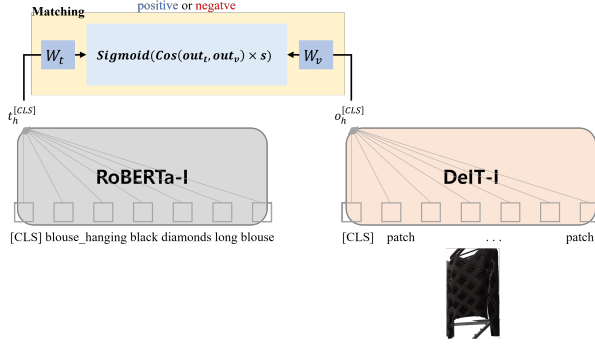 positive or negatve
Matching
W_t
Sigmoid(Cos(out_t, out_v) × s)
W_v
t_h^[CLS]
o_h^[CLS]
RoBERTa-I
DeIT-I
[CLS] blouse_hanging black diamonds long blouse
[CLS] patch . . . patch